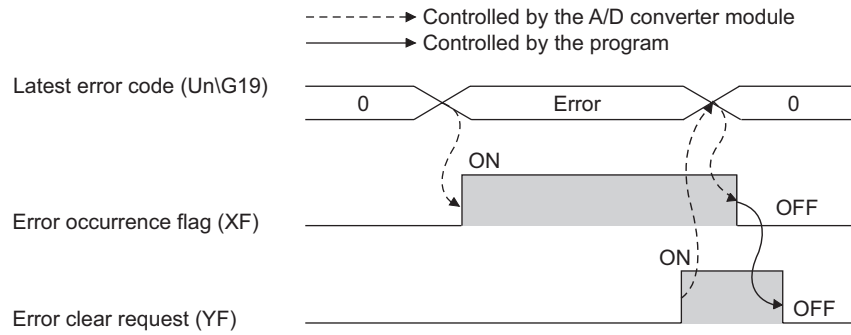 Controlled by the A/D converter module
Controlled by the program
Latest error code (Un\G19)
0
Error
0
ON
Error occurrence flag (XF)
OFF
ON
Error clear request (YF)
OFF